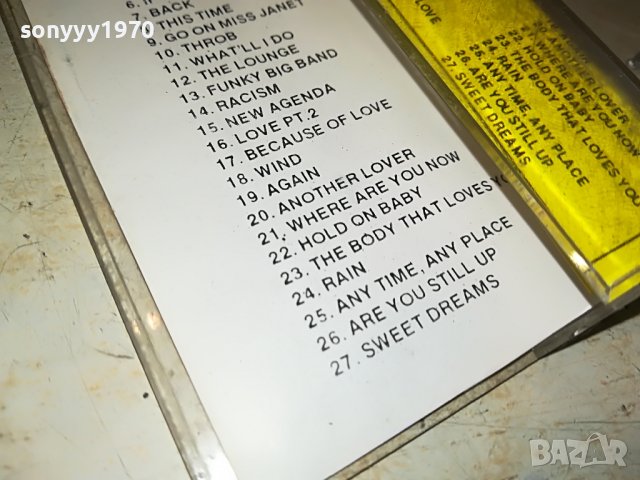 sonyyy1970
BACK
8. THIS TIME
9. GO ON MISS JANET
10. THROB
11. WHAT'LL I DO
12. THE LOUNGE
13. FUNKY BIG BAND
14. RACISM
15. NEW AGENDA
16. LOVE PT.2
17. BECAUSE OF LOVE
18. WIND
19. AGAIN
20. ANOTHER LOVER
21. WHERE ARE YOU NOW
22. HOLD ON BABY
23. THE BODY THAT LOVES YO
24. RAIN
25. ANY TIME, ANY PLACE
26. ARE YOU STILL UP
27. SWEET DREAMS
LOVE
20. ANOTHER LOVER
21. WHERE ARE YOU NOW
22. HOLD ON BABY
23. THE BODY THAT LOVES YOU
24. RAIN
25. ANY TIME, ANY PLACE
26. ARE YOU STILL UP
27. SWEET DREAMS
BAZAR